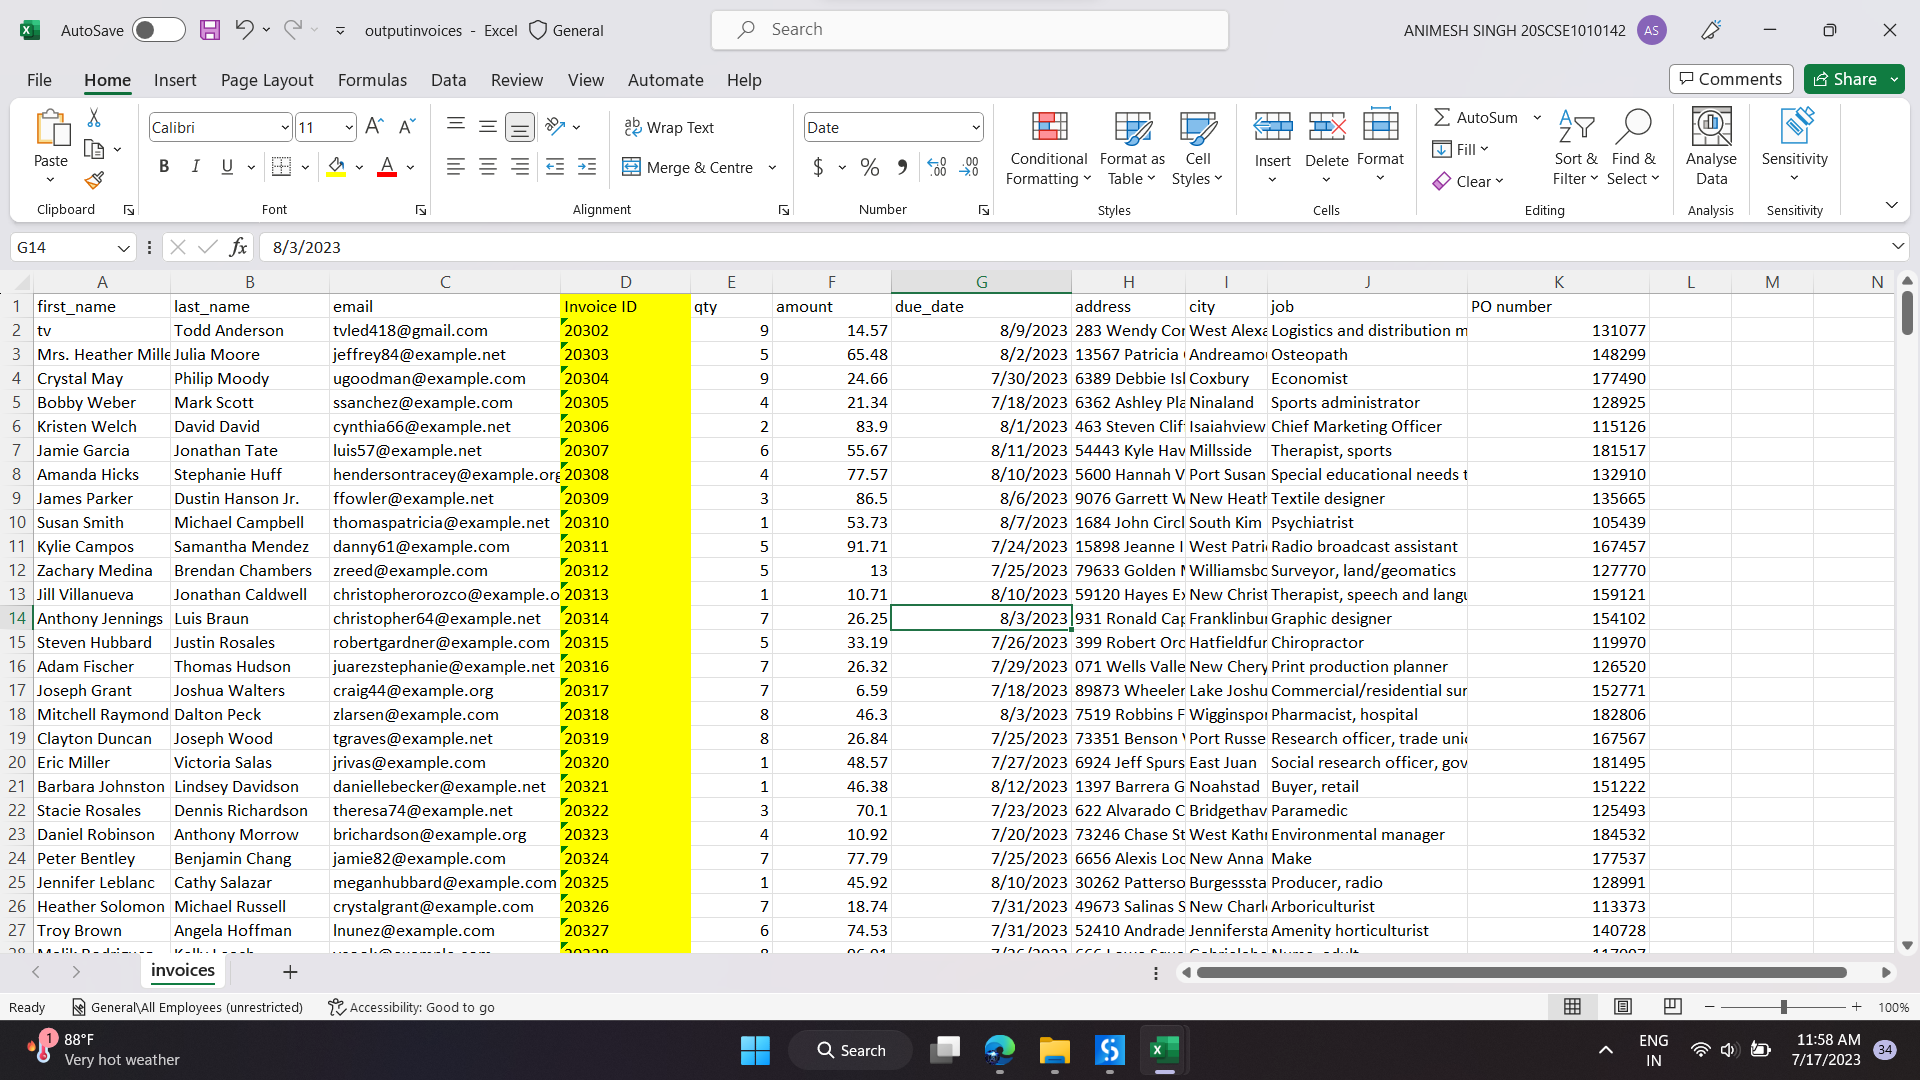 AutoSave outputinvoices - Excel General Search ANIMESH SINGH 20SCSE1010142 AS
File Home Insert Page Layout Formulas Data Review View Automate Help Comments Share
Calibri 11 Wrap Text Date AutoSum
Paste B I U A Merge & Centre $ % Conditional Formatting Format as Table Cell Styles Insert Delete Format Fill Clear Sort & Filter Find & Select Analyse Data Sensitivity
Clipboard Font Alignment Number Styles Cells Editing Analysis Sensitivity
G14 fx 8/3/2023
A B C D E F G H I J K L M N
1 first_name last_name email Invoice ID qty amount due_date address city job PO number
2 tv Todd Anderson tvled418@gmail.com 20302 9 14.57 8/9/2023 283 Wendy Cor West Alexa Logistics and distribution m 131077
3 Mrs. Heather Mille Julia Moore jeffrey84@example.net 20303 5 65.48 8/2/2023 13567 Patricia Andreamou Osteopath 148299
4 Crystal May Philip Moody ugoodman@example.com 20304 9 24.66 7/30/2023 6389 Debbie Isl Coxbury Economist 177490
5 Bobby Weber Mark Scott ssanchez@example.com 20305 4 21.34 7/18/2023 6362 Ashley Pla Ninaland Sports administrator 128925
6 Kristen Welch David David cynthia66@example.net 20306 2 83.9 8/1/2023 463 Steven Clif Isaiahview Chief Marketing Officer 115126
7 Jamie Garcia Jonathan Tate luis57@example.net 20307 6 55.67 8/11/2023 54443 Kyle Hav Millsside Therapist, sports 181517
8 Amanda Hicks Stephanie Huff hendersontracey@example.org 20308 4 77.57 8/10/2023 5600 Hannah V Port Susan Special educational needs t 132910
9 James Parker Dustin Hanson Jr. ffowler@example.net 20309 3 86.5 8/6/2023 9076 Garrett W New Heath Textile designer 135665
10 Susan Smith Michael Campbell thomaspatricia@example.net 20310 1 53.73 8/7/2023 1684 John Circl South Kim Psychiatrist 105439
11 Kylie Campos Samantha Mendez danny61@example.com 20311 5 91.71 7/24/2023 15898 Jeanne I West Patri Radio broadcast assistant 167457
12 Zachary Medina Brendan Chambers zreed@example.com 20312 5 13 7/25/2023 79633 Golden M Williamsbo Surveyor, land/geomatics 127770
13 Jill Villanueva Jonathan Caldwell christopherorozco@example.o 20313 1 10.71 8/10/2023 59120 Hayes Ex New Christ Therapist, speech and langu 159121
14 Anthony Jennings Luis Braun christopher64@example.net 20314 7 26.25 8/3/2023 931 Ronald Cap Franklinbur Graphic designer 154102
15 Steven Hubbard Justin Rosales robertgardner@example.com 20315 5 33.19 7/26/2023 399 Robert Orc Hatfieldfur Chiropractor 119970
16 Adam Fischer Thomas Hudson juarezstephanie@example.net 20316 7 26.32 7/29/2023 071 Wells Valle New Chery Print production planner 126520
17 Joseph Grant Joshua Walters craig44@example.org 20317 7 6.59 7/18/2023 89873 Wheeler Lake Joshu Commercial/residential sur 152771
18 Mitchell Raymond Dalton Peck zlarsen@example.com 20318 8 46.3 8/3/2023 7519 Robbins F Wigginspor Pharmacist, hospital 182806
19 Clayton Duncan Joseph Wood tgraves@example.net 20319 8 26.84 7/25/2023 73351 Benson V Port Russe Research officer, trade unio 167567
20 Eric Miller Victoria Salas jrivas@example.com 20320 1 48.57 7/27/2023 6924 Jeff Spurs East Juan Social research officer, gov 181495
21 Barbara Johnston Lindsey Davidson daniellebecker@example.net 20321 1 46.38 8/12/2023 1397 Barrera G Noahstad Buyer, retail 151222
22 Stacie Rosales Dennis Richardson theresa74@example.net 20322 3 70.1 7/23/2023 622 Alvarado C Bridgethav Paramedic 125493
23 Daniel Robinson Anthony Morrow brichardson@example.org 20323 4 10.92 7/20/2023 73246 Chase St West Kathr Environmental manager 184532
24 Peter Bentley Benjamin Chang jamie82@example.com 20324 7 77.79 7/25/2023 6656 Alexis Loc New Anna Make 177537
25 Jennifer Leblanc Cathy Salazar meganhubbard@example.com 20325 1 45.92 8/10/2023 30262 Patterso Burgesssta Producer, radio 128991
26 Heather Solomon Michael Russell crystalgrant@example.com 20326 7 18.74 7/31/2023 49673 Salinas S New Charl Arboriculturist 113373
27 Troy Brown Angela Hoffman lnunez@example.com 20327 6 74.53 7/31/2023 52410 Andrade Jennifersta Amenity horticulturist 140728
invoices
Ready General\All Employees (unrestricted) Accessibility: Good to go 100%
1 88°F Search ENG 11:58 AM
Very hot weather IN 7/17/2023 34